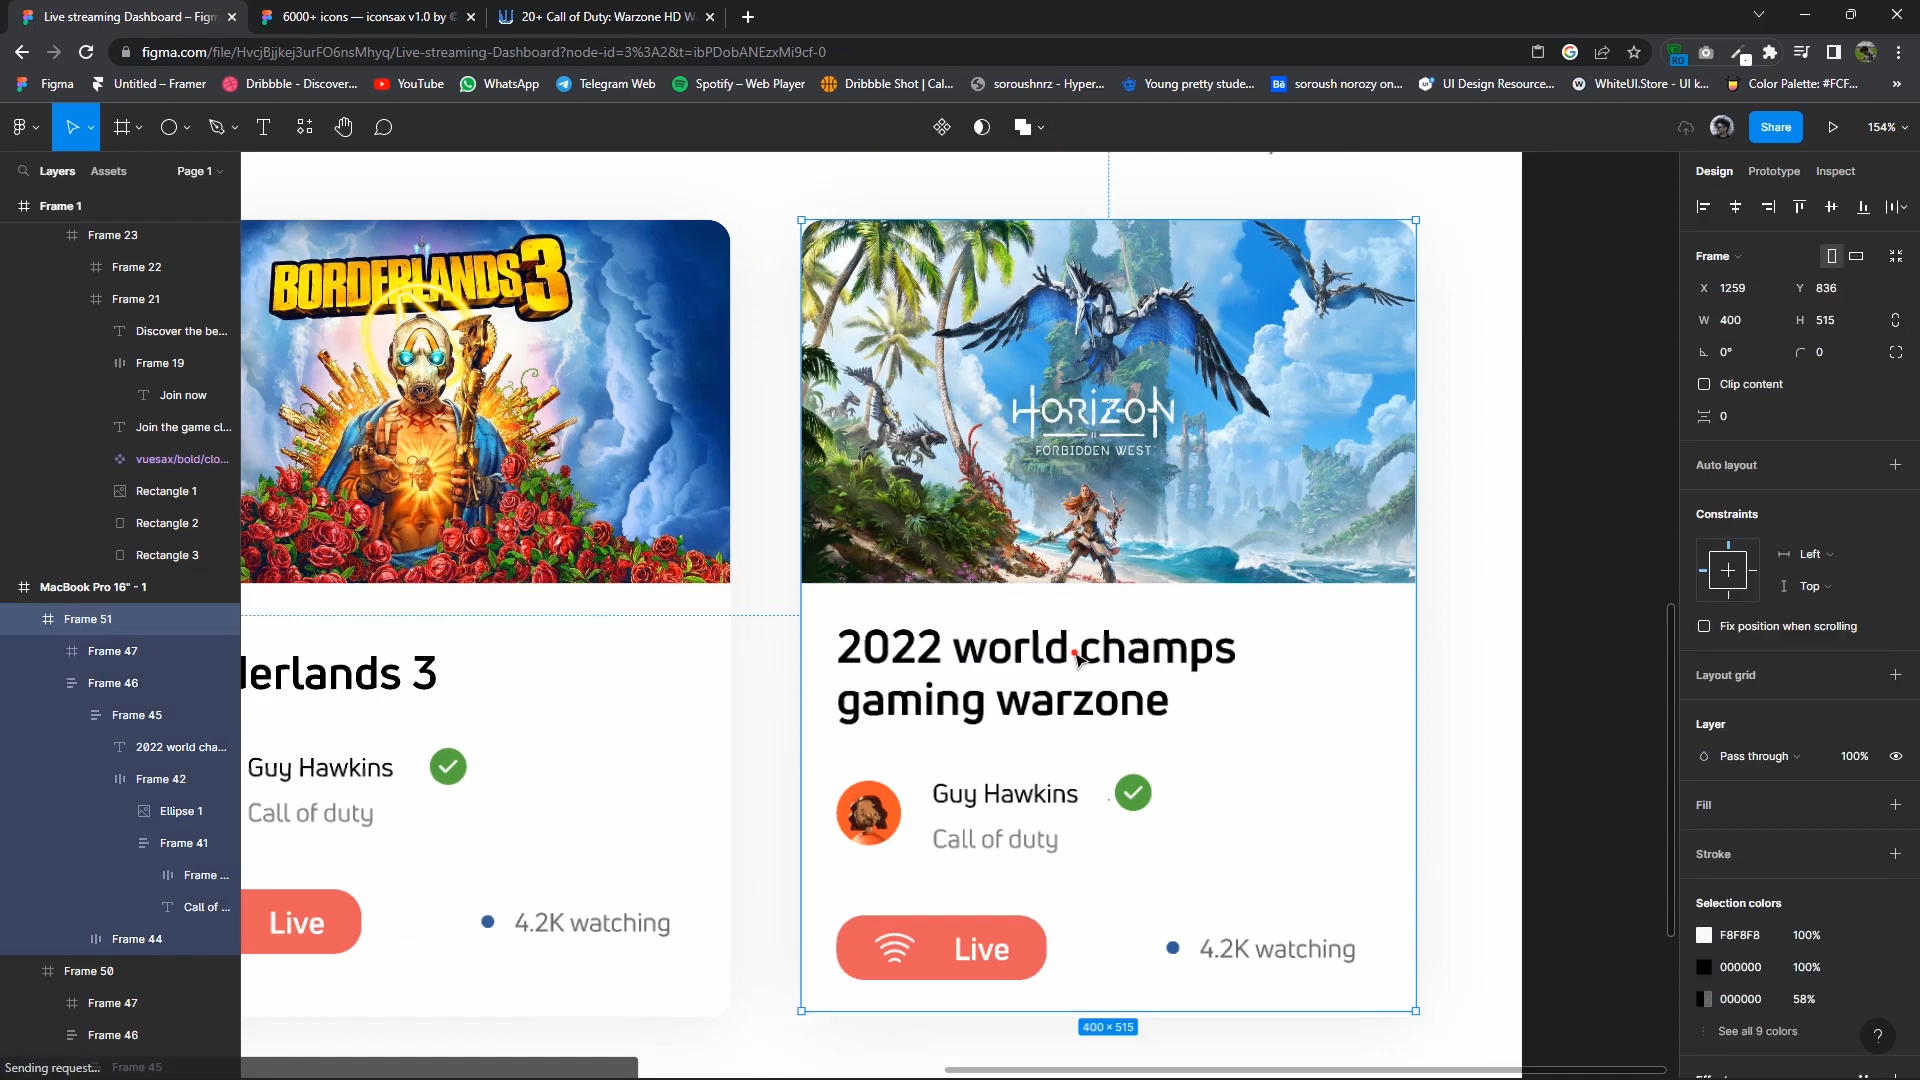 Live streaming Dashboard – Figm
6000+ icons — iconsax v1.0 by
20+ Call of Duty: Warzone HD W
figma.com/file/HvcjBjjkej3urFO6nsMhyq/Live-streaming-Dashboard?node-id=3%3A2&t=ibPDobANEzxMi9cf-0
RO
Figma
Untitled – Framer
Dribbble - Discover...
YouTube
WhatsApp
Telegram Web
Spotify – Web Player
Dribbble Shot | Cal...
soroushnrz - Hyper...
Young pretty stude...
Bē
soroush norozy on...
UI Design Resource...
WhiteUI.Store - UI k...
Color Palette: #FCF...
»
Share
154%
Layers
Assets
Page 1
Frame 1
Frame 23
Frame 22
Frame 21
Discover the be...
Frame 19
Join now
Join the game cl...
vuesax/bold/clo...
Rectangle 1
Rectangle 2
Rectangle 3
MacBook Pro 16" - 1
Frame 51
Frame 47
Frame 46
Frame 45
2022 world cha...
Frame 42
Ellipse 1
Frame 41
Frame ...
Call of ...
Frame 44
Frame 50
Frame 47
Frame 46
Frame 45
Sending request...
BORDERLANDS 3
derlands 3
Guy Hawkins
Call of duty
Live
4.2K watching
HORIZON
FORBIDDEN WEST
2022 world champs
gaming warzone
Guy Hawkins
Call of duty
Live
4.2K watching
400 × 515
Design
Prototype
Inspect
Frame
X 1259
Y 836
W 400
H 515
0°
0
Clip content
0
Auto layout
Constraints
Left
Top
Fix position when scrolling
Layout grid
Layer
Pass through
100%
Fill
Stroke
Selection colors
F8F8F8 100%
000000 100%
000000 58%
See all 9 colors
?